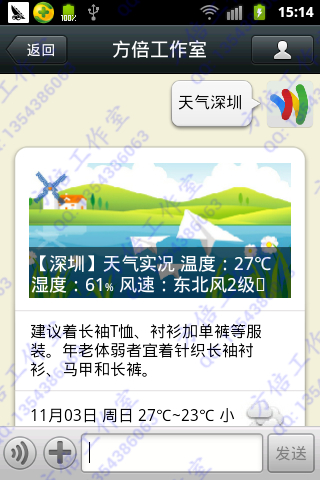 15:14
100%
返回
方倍工作室
天气深圳
【深圳】天气实况 温度：27℃
湿度：61% 风速：东北风2级
建议着长袖T恤、衬衫加单裤等服
装。年老体弱者宜着针织长袖衬
衫、马甲和长裤。
11月03日 周日 27℃~23℃ 小
发送
方倍工作室
QQ:1354386063